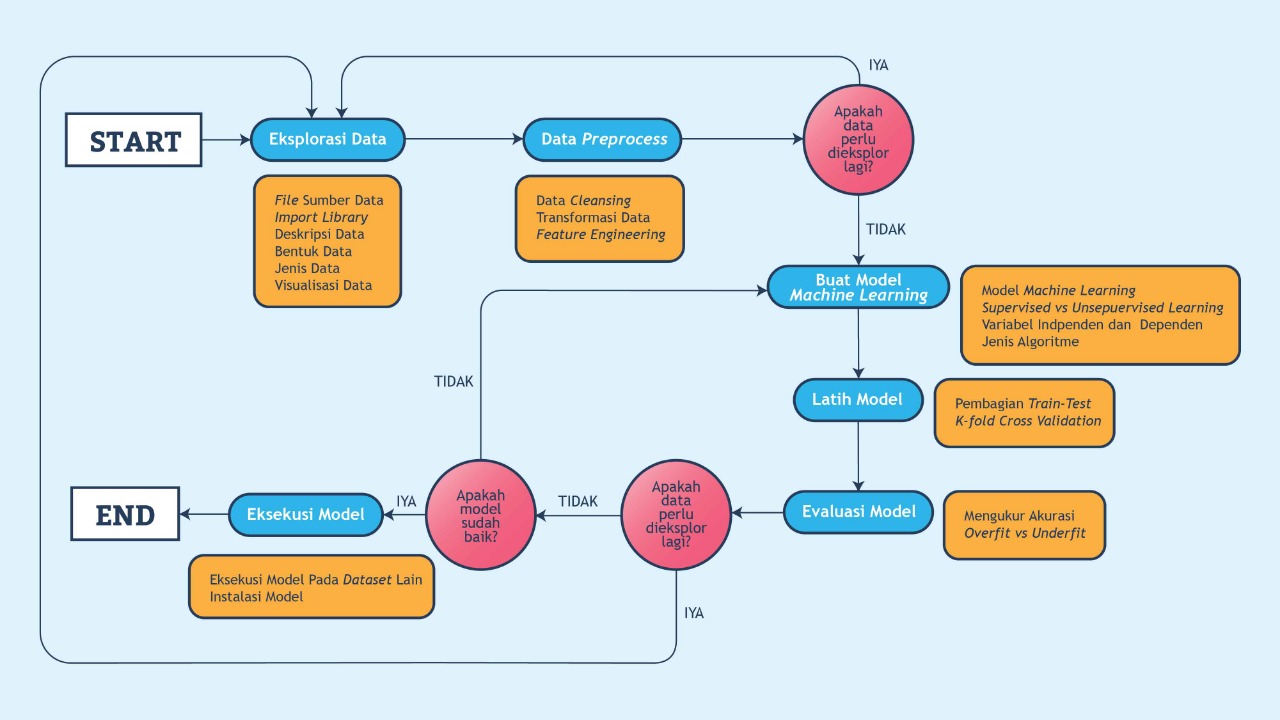 IYA
START
Eksplorasi Data
Data Preprocess
Apakah
data
perlu
dieksplor
lagi?
File Sumber Data
Import Library
Deskripsi Data
Bentuk Data
Jenis Data
Visualisasi Data
Data Cleansing
Transformasi Data
Feature Engineering
TIDAK
Buat Model
Machine Learning
Model Machine Learning
Supervised vs Unsepuervised Learning
Variabel Indpenden dan Dependen
Jenis Algoritme
TIDAK
Latih Model
Pembagian Train-Test
K-fold Cross Validation
END
Eksekusi Model
IYA
Apakah
model
sudah
baik?
TIDAK
Apakah
data
perlu
dieksplor
lagi?
Evaluasi Model
Mengukur Akurasi
Overfit vs Underfit
Eksekusi Model Pada Dataset Lain
Instalasi Model
IYA